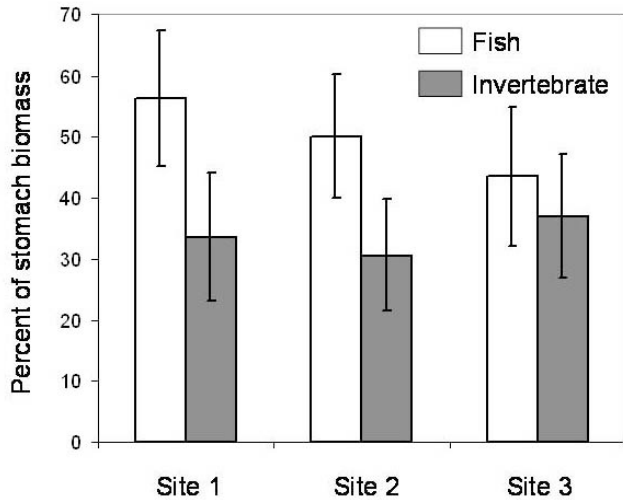 Percent of stomach biomass
70
60
50
40
30
20
10
0
Fish
Invertebrate
Site 1
Site 2
Site 3